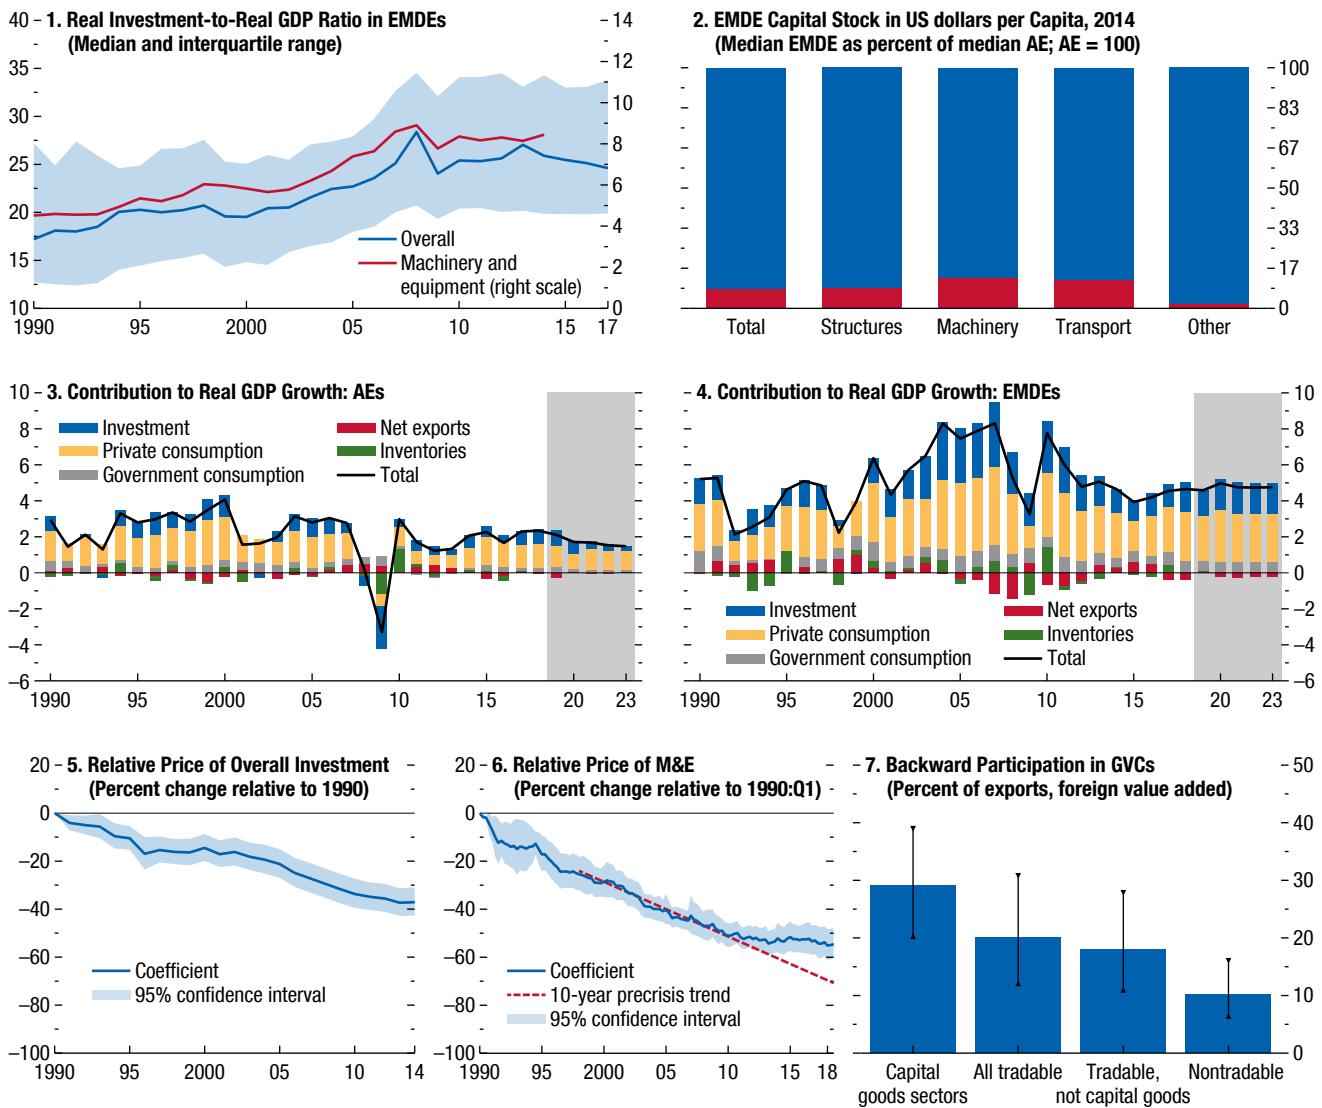 1. Real Investment-to-Real GDP Ratio in EMDEs
(Median and interquartile range)
40
35
30
25
20
15
10
14
12
10
8
6
4
2
0
Overall
Machinery and
equipment (right scale)
1990 95 2000 05 10 15 17
2. EMDE Capital Stock in US dollars per Capita, 2014
(Median EMDE as percent of median AE; AE = 100)
100
83
67
50
33
17
0
Total Structures Machinery Transport Other
3. Contribution to Real GDP Growth: AEs
10
8
6
4
2
0
−2
−4
−6
Investment Net exports
Private consumption Inventories
Government consumption Total
1990 95 2000 05 10 15 20 23
4. Contribution to Real GDP Growth: EMDEs
10
8
6
4
2
0
−2
−4
−6
Investment Net exports
Private consumption Inventories
Government consumption Total
1990 95 2000 05 10 15 20 23
5. Relative Price of Overall Investment
(Percent change relative to 1990)
20
0
−20
−40
−60
−80
−100
Coefficient
95% confidence interval
1990 95 2000 05 10 14
6. Relative Price of M&E
(Percent change relative to 1990:Q1)
20
0
−20
−40
−60
−80
−100
Coefficient
10-year precrisis trend
95% confidence interval
1990 95 2000 05 10 15 18
7. Backward Participation in GVCs
(Percent of exports, foreign value added)
50
40
30
20
10
0
Capital
goods sectors
All tradable
Tradable,
not capital goods
Nontradable